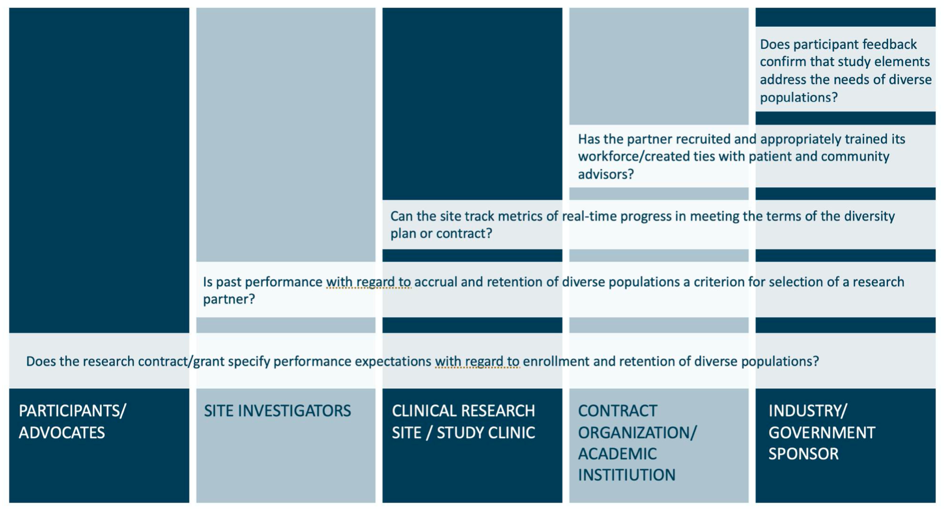 Does participant feedback
confirm that study elements
address the needs of diverse
populations?
Has the partner recruited and appropriately trained its
workforce/created ties with patient and community
advisors?
Can the site track metrics of real-time progress in meeting the terms of the diversity
plan or contract?
Is past performance with regard to accrual and retention of diverse populations a criterion for selection of a research
partner?
Does the research contract/grant specify performance expectations with regard to enrollment and retention of diverse populations?
PARTICIPANTS/
ADVOCATES
SITE INVESTIGATORS
CLINICAL RESEARCH
SITE / STUDY CLINIC
CONTRACT
ORGANIZATION/
ACADEMIC
INSTITIUTION
INDUSTRY/
GOVERNMENT
SPONSOR